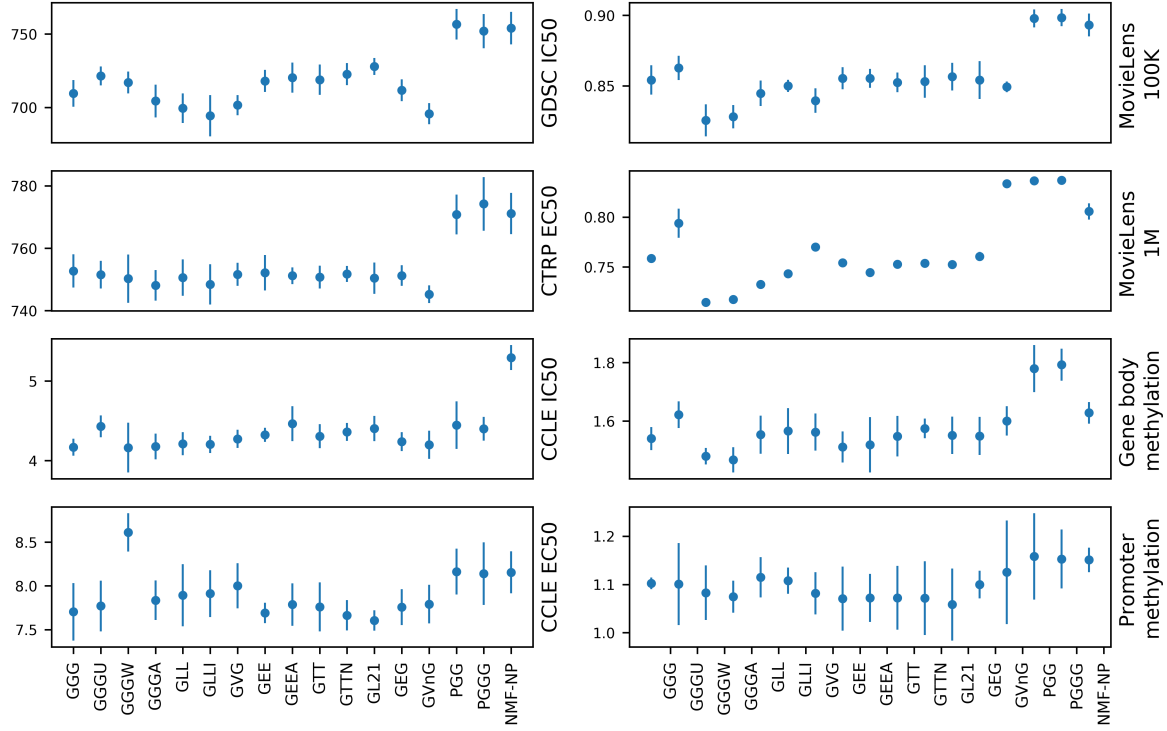 750
700
GDSC IC50
0.90
0.85
MovieLens
100K
780
760
740
CTRP EC50
0.80
0.75
MovieLens
1M
5
4
CCLE IC50
1.8
1.6
Gene body
methylation
8.5
8.0
7.5
CCLE EC50
1.2
1.1
1.0
Promoter
methylation
GGG
GGGU
GGGW
GGGA
GLL
GLLI
GVG
GEE
GEEA
GTT
GTTN
GL21
GEG
GVnG
PGG
PGGG
NMF-NP
GGG
GGGU
GGGW
GGGA
GLL
GLLI
GVG
GEE
GEEA
GTT
GTTN
GL21
GEG
GVnG
PGG
PGGG
NMF-NP